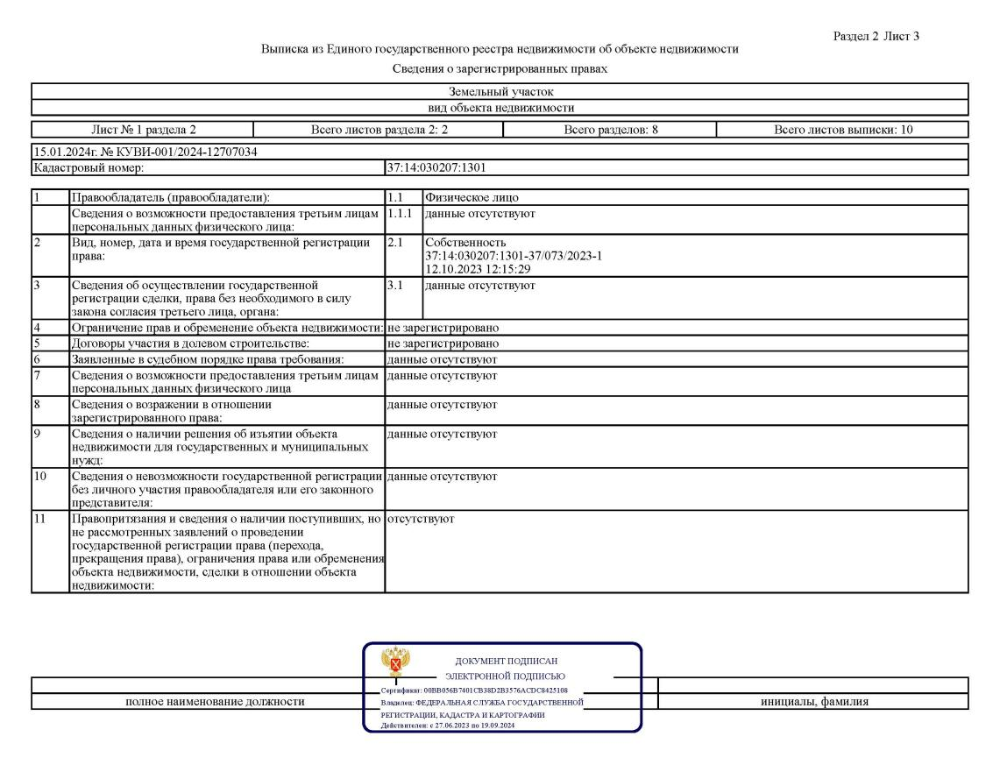 Раздел 2 Лист 3
Выписка из Единого государственного реестра недвижимости об объекте недвижимости
Сведения о зарегистрированных правах
Земельный участок
вид объекта недвижимости
Лист № 1 раздела 2 Всего листов раздела 2: 2 Всего разделов: 8 Всего листов выписки: 10
15.01.2024г. № КУВИ-001/2024-12707034
Кадастровый номер: 37:14:030207:1301
1 Правообладатель (правообладатели): 1.1 Физическое лицо
Сведения о возможности предоставления третьим лицам 1.1.1 данные отсутствуют
персональных данных физического лица:
2 Вид, номер, дата и время государственной регистрации 2.1 Собственность
права: 37:14:030207:1301-37/073/2023-1
12.10.2023 12:15:29
3 Сведения об осуществлении государственной 3.1 данные отсутствуют
регистрации сделки, права без необходимого в силу
закона согласия третьего лица, органа:
4 Ограничение прав и обременение объекта недвижимости: не зарегистрировано
5 Договоры участия в долевом строительстве: не зарегистрировано
6 Заявленные в судебном порядке права требования: данные отсутствуют
7 Сведения о возможности предоставления третьим лицам данные отсутствуют
персональных данных физического лица
8 Сведения о возражении в отношении данные отсутствуют
зарегистрированного права:
9 Сведения о наличии решения об изъятии объекта данные отсутствуют
недвижимости для государственных и муниципальных
нужд:
10 Сведения о невозможности государственной регистрации данные отсутствуют
без личного участия правообладателя или его законного
представителя:
11 Правопритязания и сведения о наличии поступивших, но отсутствуют
не рассмотренных заявлений о проведении
государственной регистрации права (перехода,
прекращения права), ограничения права или обременения
объекта недвижимости, сделки в отношении объекта
недвижимости:
ДОКУМЕНТ ПОДПИСАН
ЭЛЕКТРОННОЙ ПОДПИСЬЮ
Сертификат: 00BB056B7401CB38D2B3576ACDC8425108
Владелец: ФЕДЕРАЛЬНАЯ СЛУЖБА ГОСУДАРСТВЕННОЙ
РЕГИСТРАЦИИ, КАДАСТРА И КАРТОГРАФИИ
Действителен: с 27.06.2023 по 19.09.2024
полное наименование должности инициалы, фамилия